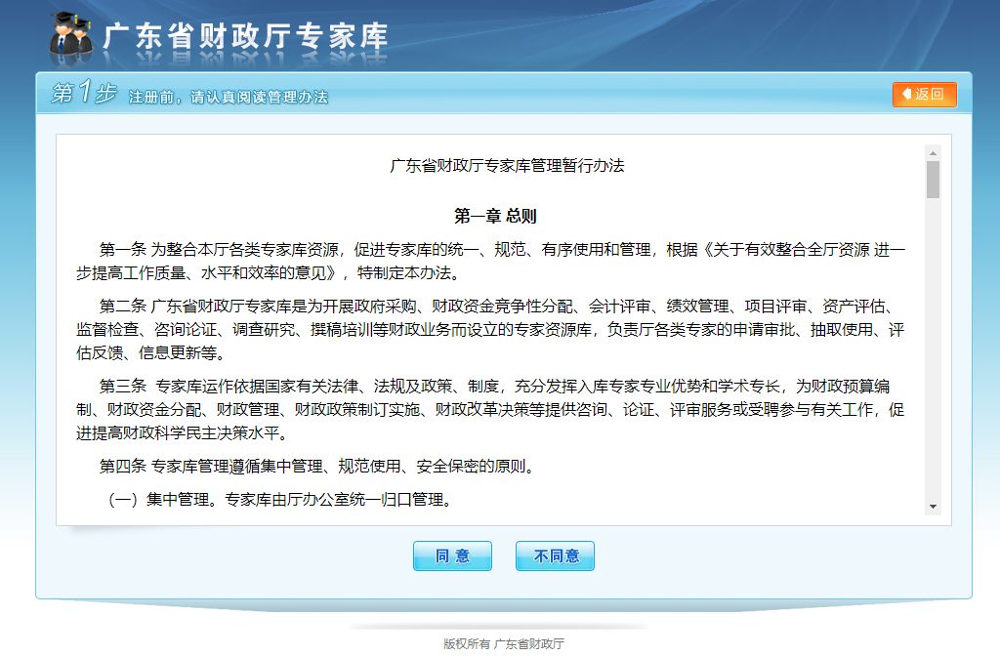 广东省财政厅专家库
第1步 注册前，请认真阅读管理办法
返回
广东省财政厅专家库管理暂行办法
第一章 总则
第一条 为整合本厅各类专家库资源，促进专家库的统一、规范、有序使用和管理，根据《关于有效整合全厅资源 进一
步提高工作质量、水平和效率的意见》，特制定本办法。
第二条 广东省财政厅专家库是为开展政府采购、财政资金竞争性分配、会计评审、绩效管理、项目评审、资产评估、
监督检查、咨询论证、调查研究、撰稿培训等财政业务而设立的专家资源库，负责厅各类专家的申请审批、抽取使用、评
估反馈、信息更新等。
第三条 专家库运作依据国家有关法律、法规及政策、制度，充分发挥入库专家专业优势和学术专长，为财政预算编
制、财政资金分配、财政管理、财政政策制订实施、财政改革决策等提供咨询、论证、评审服务或受聘参与有关工作，促
进提高财政科学民主决策水平。
第四条 专家库管理遵循集中管理、规范使用、安全保密的原则。
（一）集中管理。专家库由厅办公室统一归口管理。
同 意
不同意
版权所有 广东省财政厅